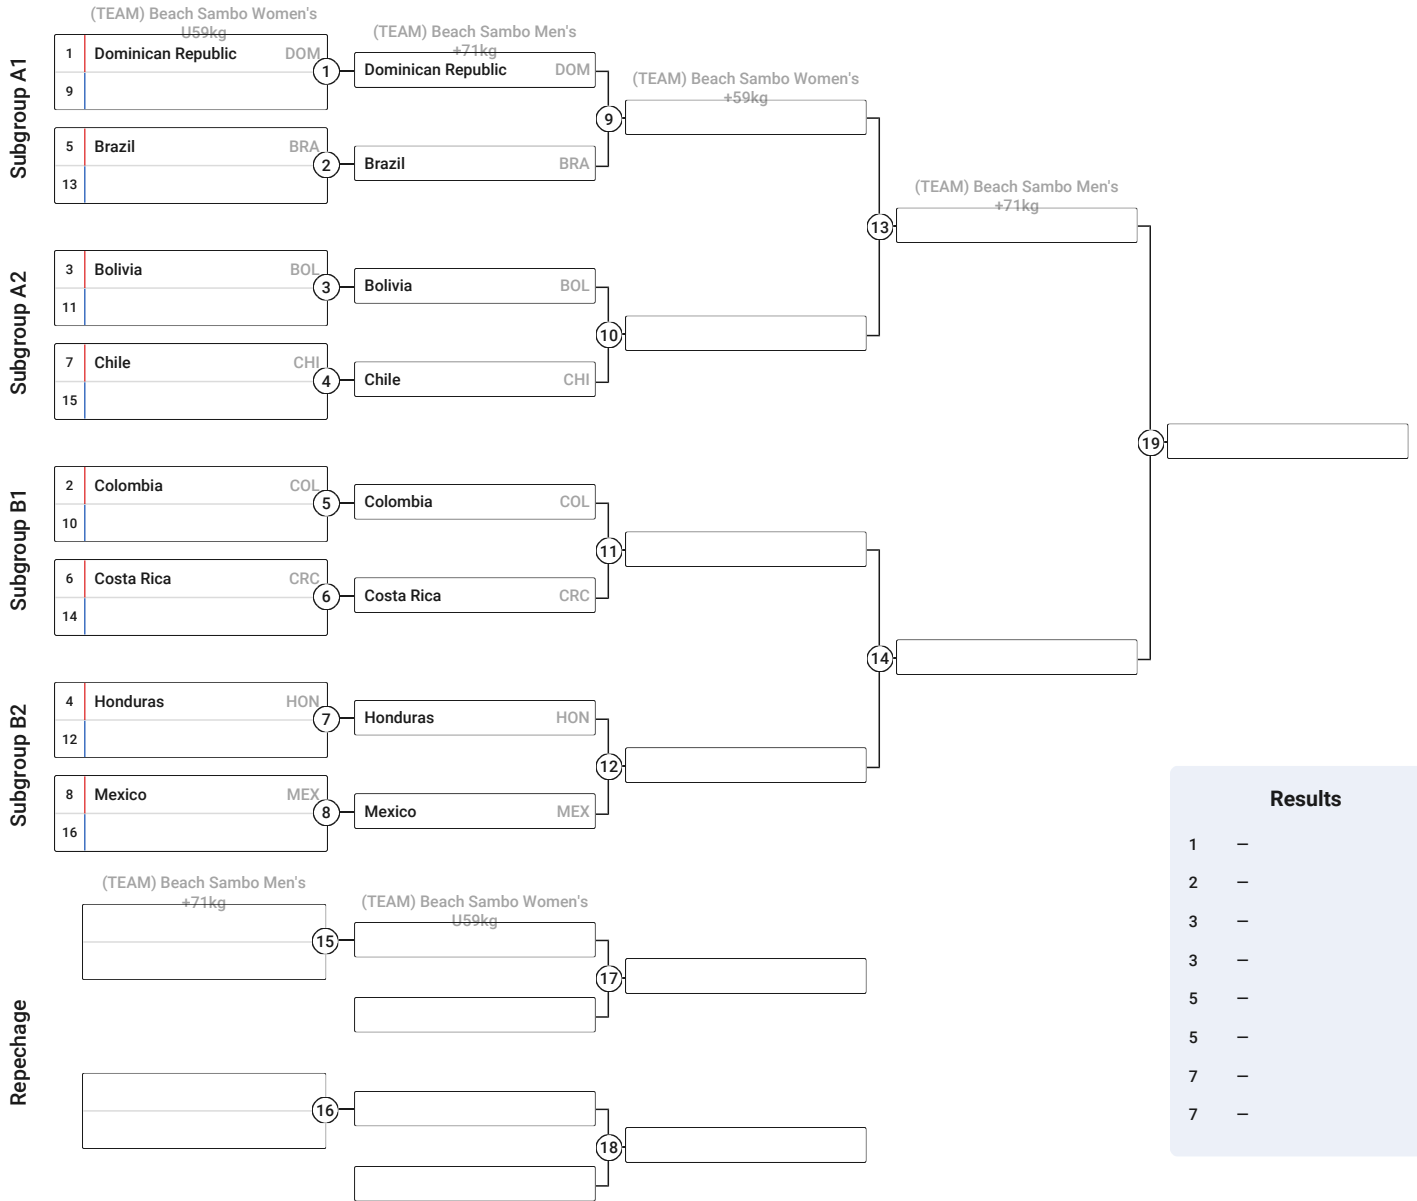 (TEAM) Beach Sambo Women's
U59kg
(TEAM) Beach Sambo Men's
+71kg
(TEAM) Beach Sambo Women's
+59kg
(TEAM) Beach Sambo Men's
+71kg
Subgroup A1
1 Dominican Republic DOM
9
1
Dominican Republic DOM
5 Brazil BRA
13
2
Brazil BRA
9
13
Subgroup A2
3 Bolivia BOL
11
3
Bolivia BOL
7 Chile CHI
15
4
Chile CHI
10
19
Subgroup B1
2 Colombia COL
10
5
Colombia COL
6 Costa Rica CRC
14
6
Costa Rica CRC
11
14
Subgroup B2
4 Honduras HON
12
7
Honduras HON
8 Mexico MEX
16
8
Mexico MEX
12
Repechage
(TEAM) Beach Sambo Men's
+71kg
(TEAM) Beach Sambo Women's
U59kg
15
17
16
18
Results
1 –
2 –
3 –
3 –
5 –
5 –
7 –
7 –